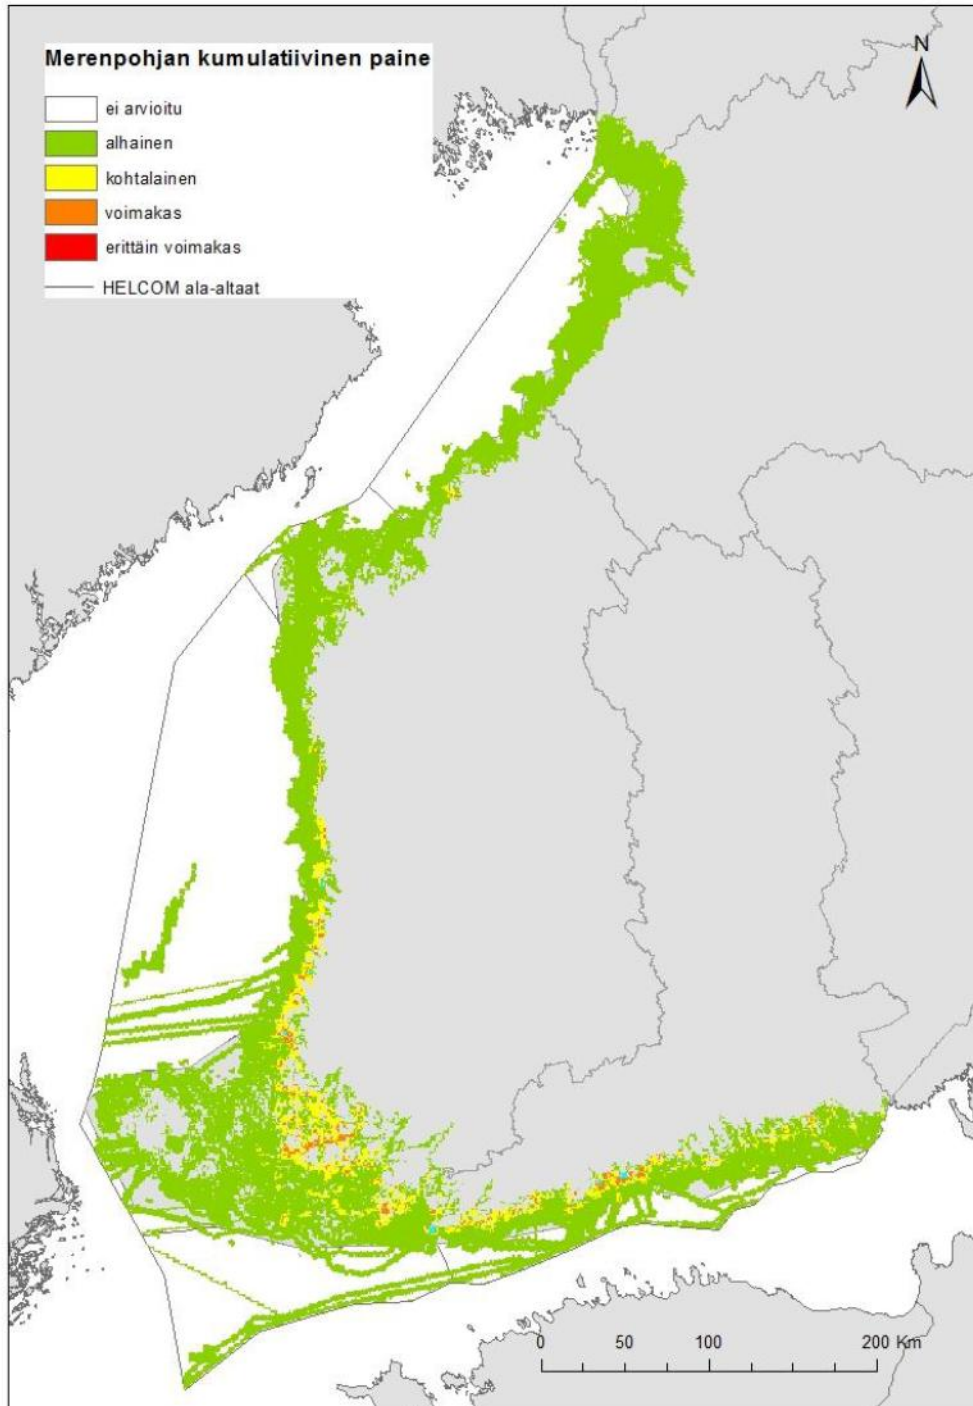 Merenpohjan kumulatiivinen paine
ei arvioitu
alhainen
kohtalainen
voimakas
erittäin voimakas
HELCOM ala-altaat
N
0 50 100 200 Km